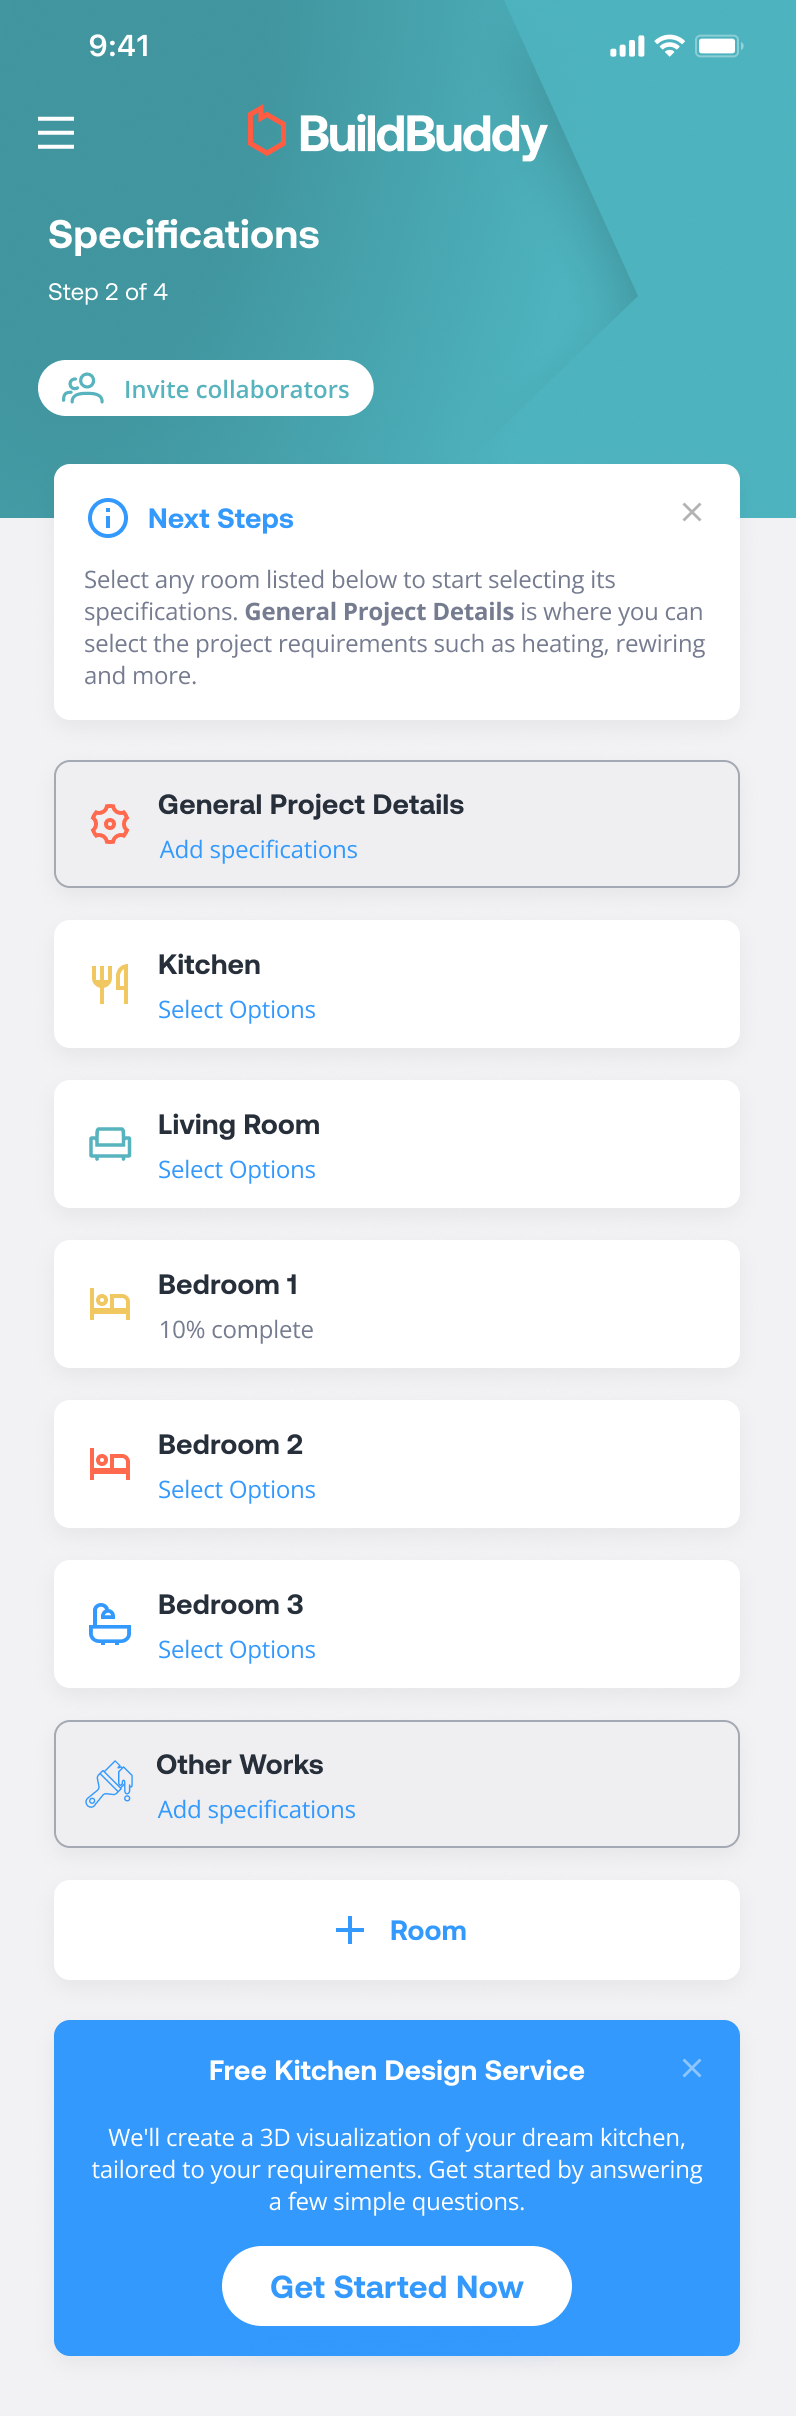 9:41
BuildBuddy
Specifications
Step 2 of 4
Invite collaborators
Next Steps
Select any room listed below to start selecting its
specifications. General Project Details is where you can
select the project requirements such as heating, rewiring
and more.
General Project Details
Add specifications
Kitchen
Select Options
Living Room
Select Options
Bedroom 1
10% complete
Bedroom 2
Select Options
Bedroom 3
Select Options
Other Works
Add specifications
Room
Free Kitchen Design Service
We'll create a 3D visualization of your dream kitchen,
tailored to your requirements. Get started by answering
a few simple questions.
Get Started Now